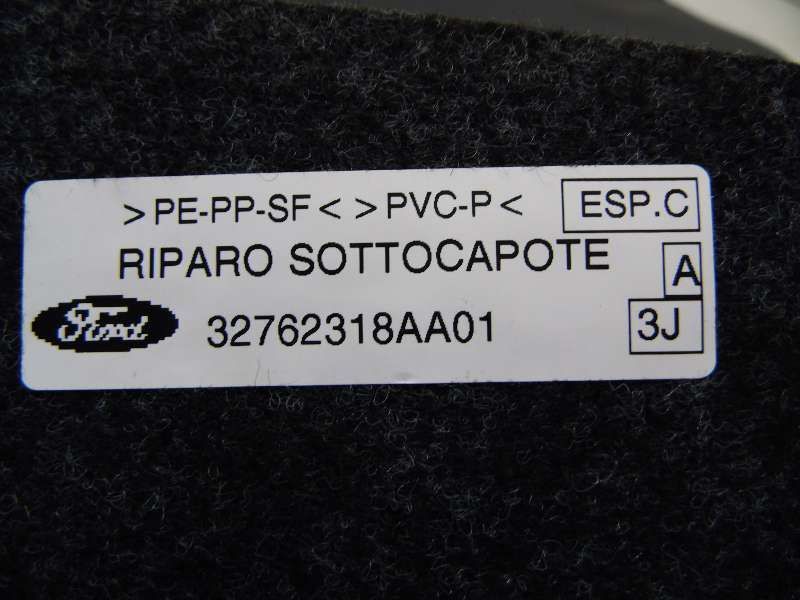 >PE-PP-SF< >PVC-P< ESP.C
RIPARO SOTTOCAPOTE A
Ford 32762318AA01 3J